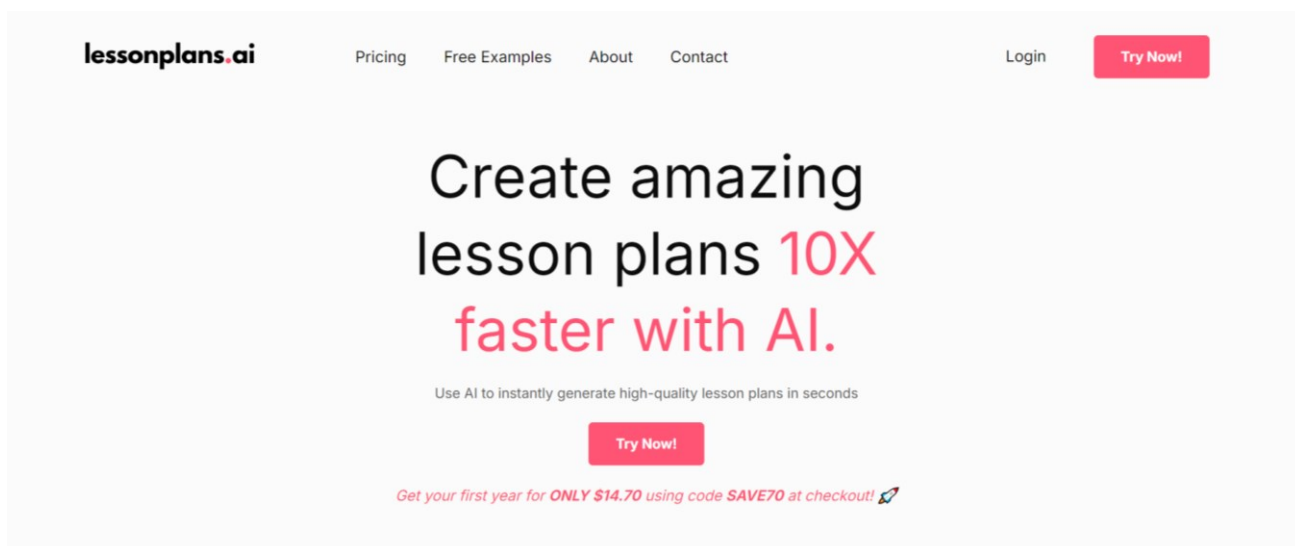 lessonplans.ai
Pricing
Free Examples
About
Contact
Login
Try Now!
Create amazing
lesson plans 10X
faster with AI.
Use AI to instantly generate high-quality lesson plans in seconds
Try Now!
Get your first year for ONLY $14.70 using code SAVE70 at checkout! 🚀